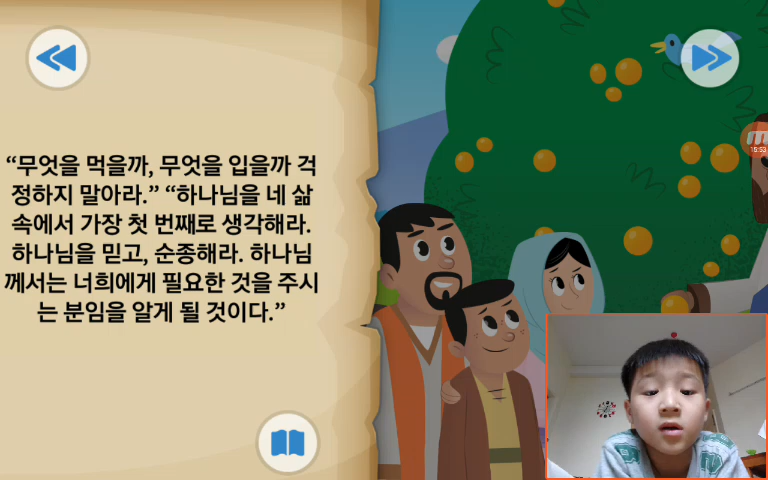 “무엇을 먹을까, 무엇을 입을까 걱
정하지 말아라.” “하나님을 네 삶
속에서 가장 첫 번째로 생각해라.
하나님을 믿고, 순종해라. 하나님
께서는 너희에게 필요한 것을 주시
는 분임을 알게 될 것이다.”
15:53